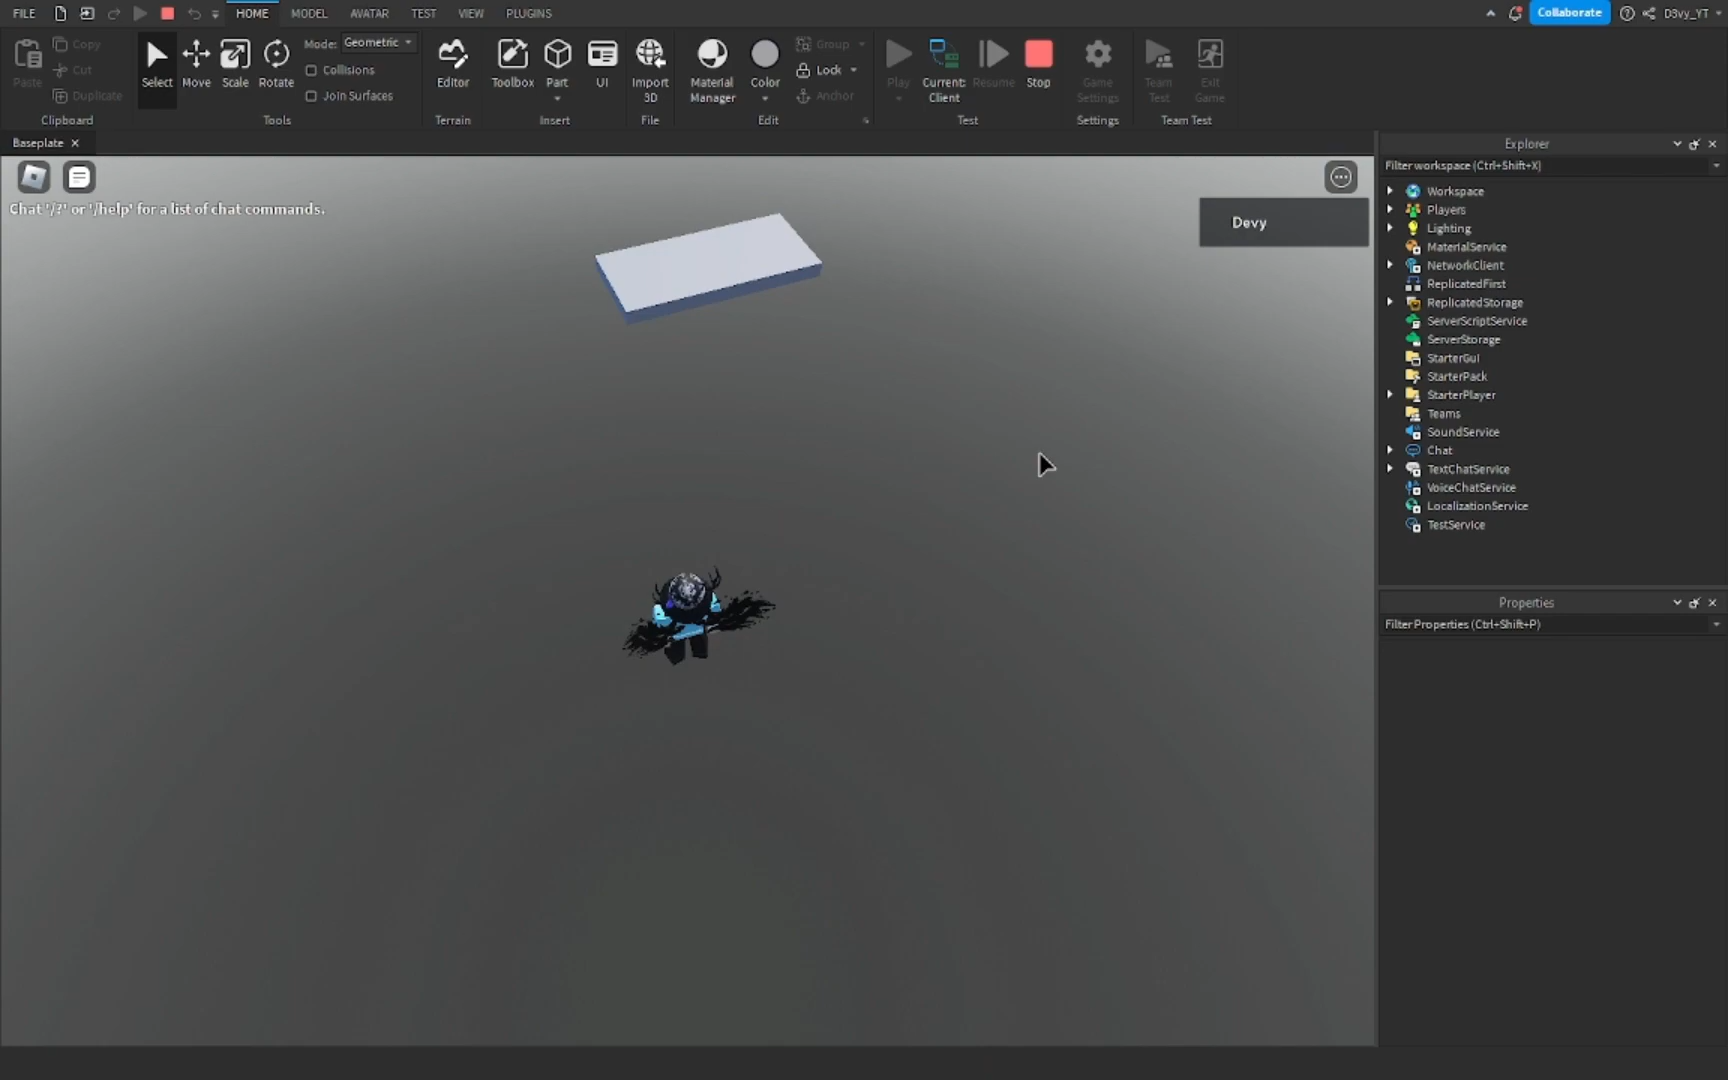 FILE HOME MODEL AVATAR TEST VIEW PLUGINS Collaborate D3vy_YT
Paste Copy Cut Duplicate Clipboard
Select Move Scale Rotate Mode: Geometric Collisions Join Surfaces Tools
Editor Terrain
Toolbox Part UI Insert
Import 3D File
Material Manager Color Group Lock Anchor Edit
Play Current: Client Resume Stop Test
Game Settings Settings
Team Test Exit Game Team Test
Baseplate
Chat '/?' or '/help' for a list of chat commands.
Devy
Explorer
Filter workspace (Ctrl+Shift+X)
Workspace
Players
Lighting
MaterialService
NetworkClient
ReplicatedFirst
ReplicatedStorage
ServerScriptService
ServerStorage
StarterGui
StarterPack
StarterPlayer
Teams
SoundService
Chat
TextChatService
VoiceChatService
LocalizationService
TestService
Properties
Filter Properties (Ctrl+Shift+P)